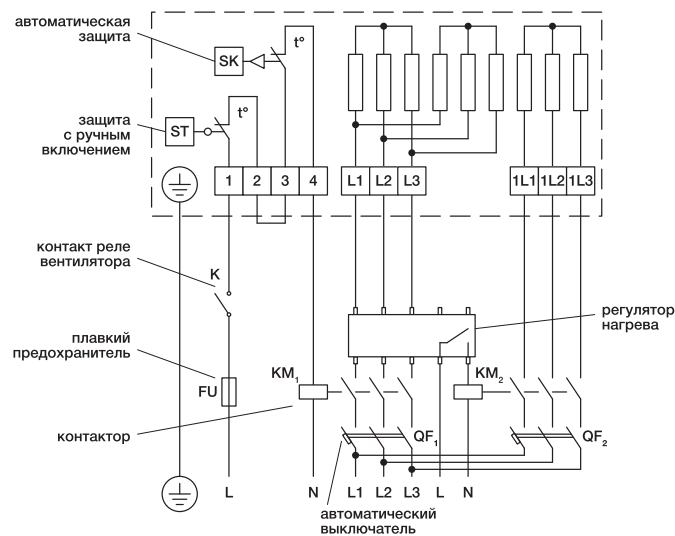 автоматическая
защита
SK
t°
защита
с ручным
включением
ST
t°
1 2 3 4
L1 L2 L3
1L1 1L2 1L3
контакт реле
вентилятора
K
регулятор
нагрева
плавкий
предохранитель
FU
KM1
KM2
контактор
QF1
QF2
L N L1 L2 L3 L N
автоматический
выключатель